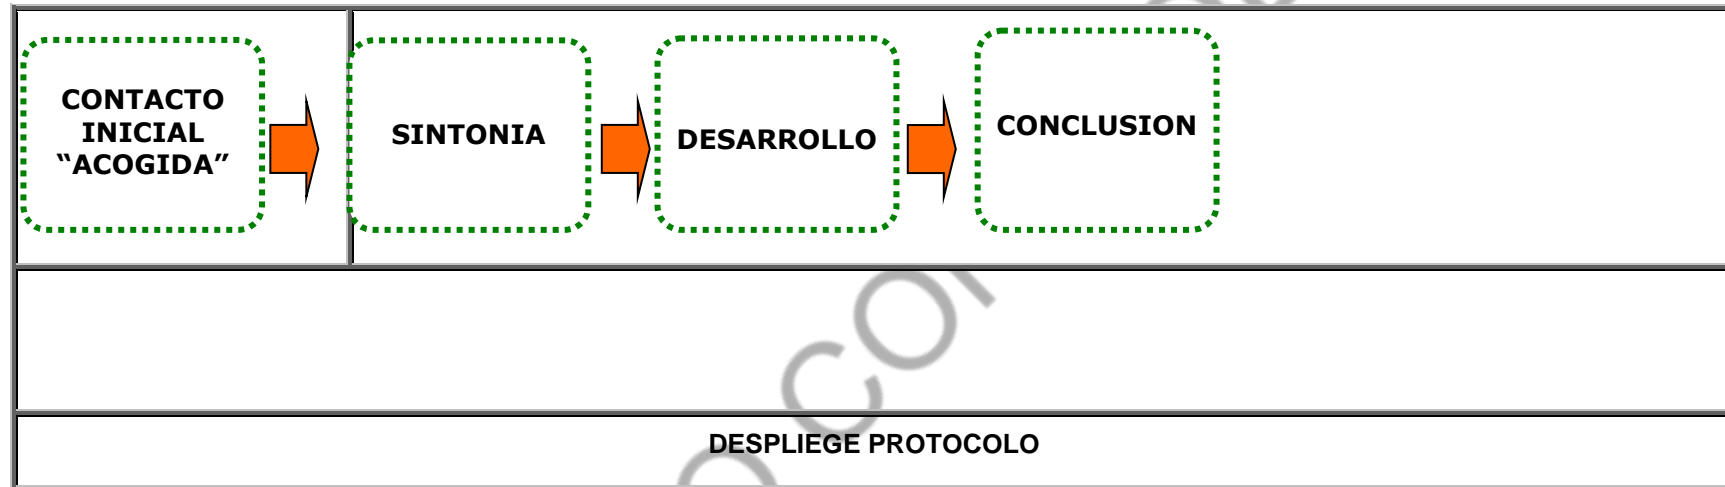 CONTACTO
INICIAL
“ACOGIDA”
SINTONIA
DESARROLLO
CONCLUSION
DESPLIEGE PROTOCOLO